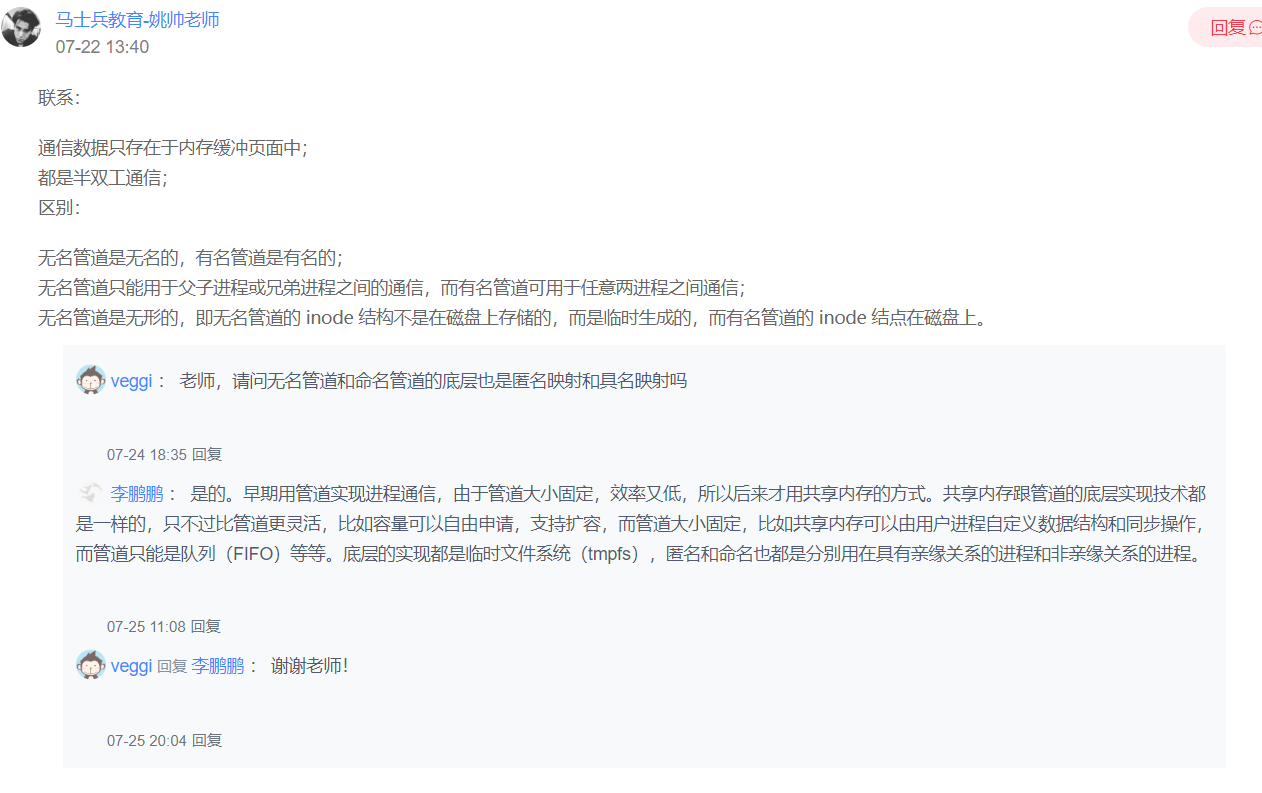 马士兵教育-姚帅老师
07-22 13:40
回复
联系：
通信数据只存在于内存缓冲页面中；
都是半双工通信；
区别：
无名管道是无名的，有名管道是有名的；
无名管道只能用于父子进程或兄弟进程之间的通信，而有名管道可用于任意两进程之间通信；
无名管道是无形的，即无名管道的 inode 结构不是在磁盘上存储的，而是临时生成的，而有名管道的 inode 结点在磁盘上。
veggi ： 老师，请问无名管道和命名管道的底层也是匿名映射和具名映射吗
07-24 18:35 回复
李鹏鹏 ： 是的。早期用管道实现进程通信，由于管道大小固定，效率又低，所以后来才用共享内存的方式。共享内存跟管道的底层实现技术都
是一样的，只不过比管道更灵活，比如容量可以自由申请，支持扩容，而管道大小固定，比如共享内存可以由用户进程自定义数据结构和同步操作，
而管道只能是队列（FIFO）等等。底层的实现都是临时文件系统（tmpfs），匿名和命名也都是分别用在具有亲缘关系的进程和非亲缘关系的进程。
07-25 11:08 回复
veggi 回复 李鹏鹏 ： 谢谢老师！
07-25 20:04 回复